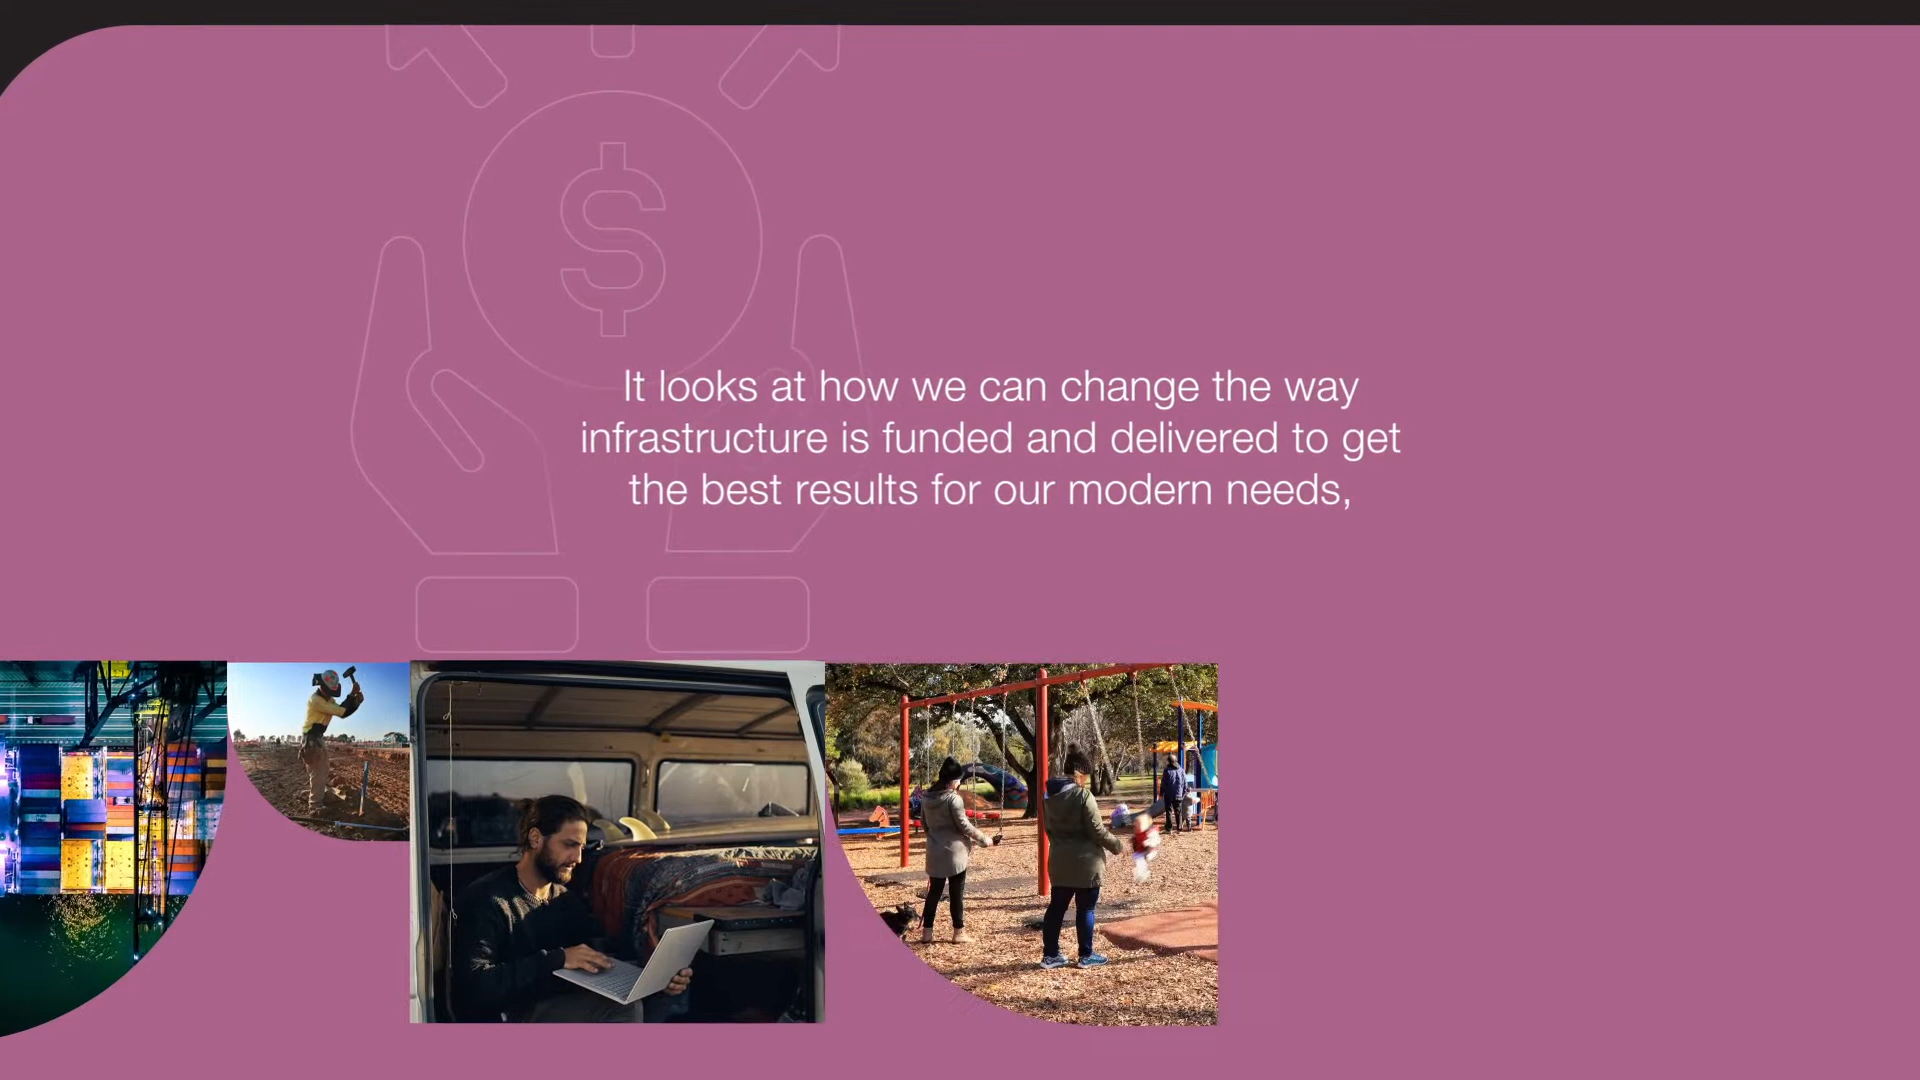 $
It looks at how we can change the way
infrastructure is funded and delivered to get
the best results for our modern needs,